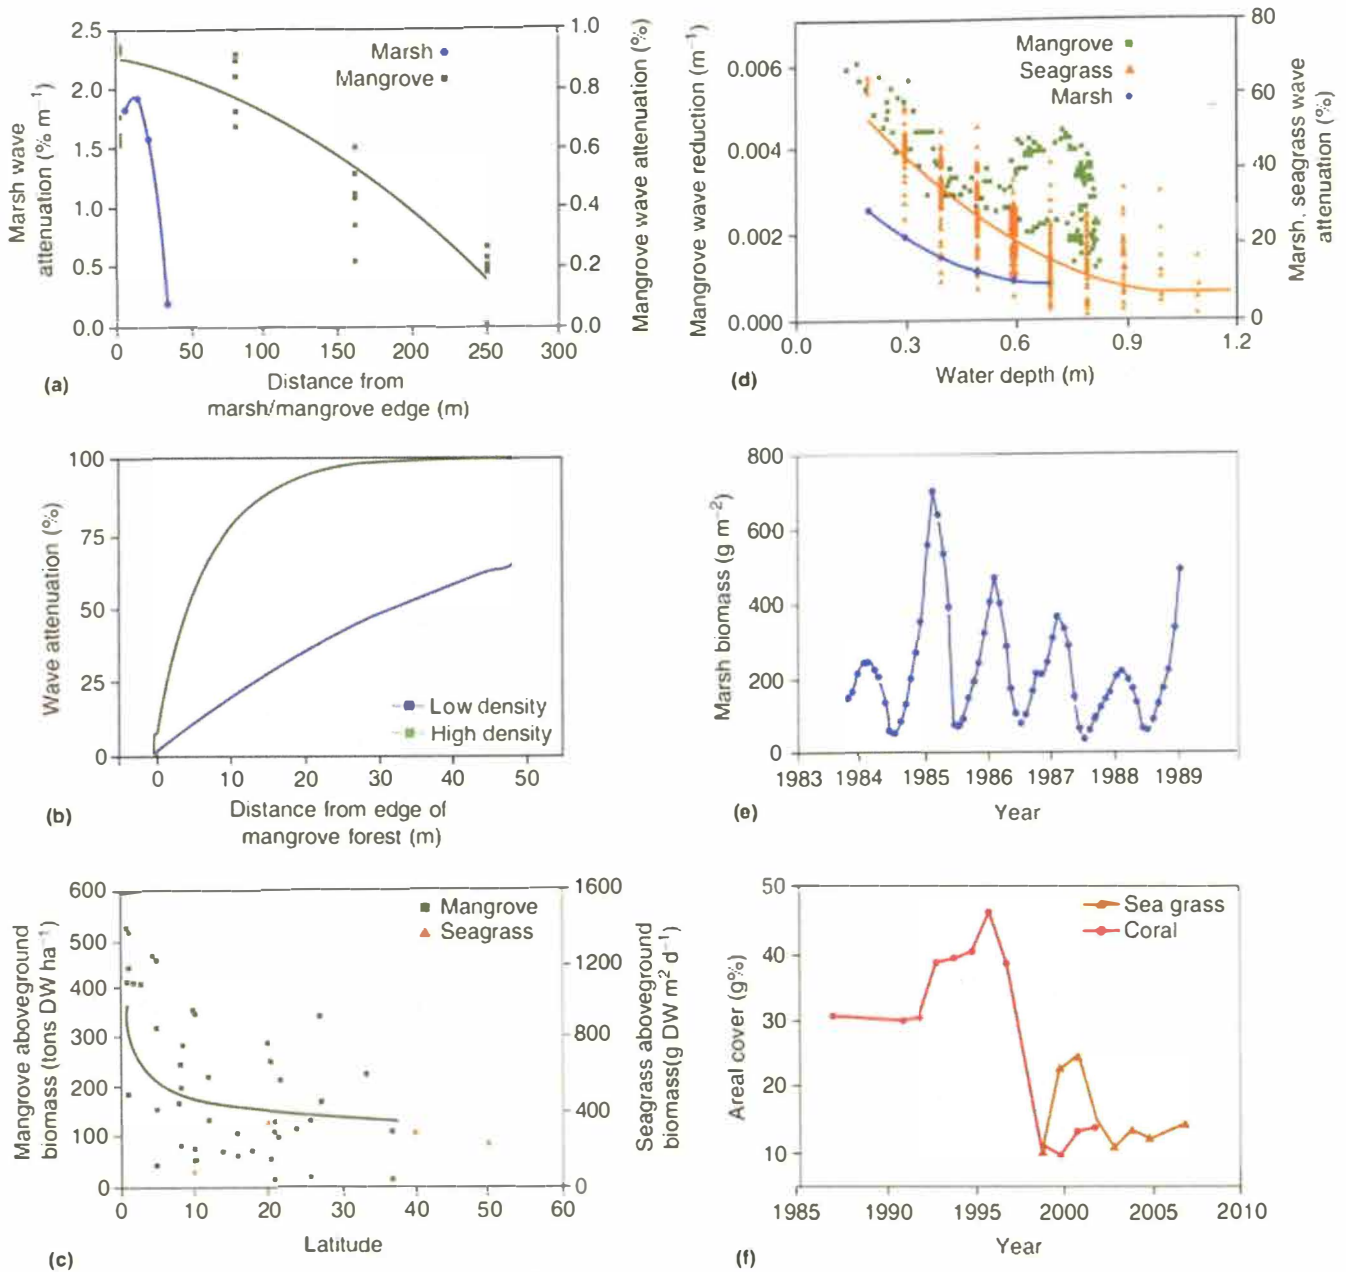 2.5
2.0
1.5
1.0
0.5
0.0
Marsh wave
attenuation (% m⁻¹)
Marsh
Mangrove
1.0
0.8
0.6
0.4
0.2
0.0
Mangrove wave attenuation (%)
0 50 100 150 200 250 300
Distance from
marsh/mangrove edge (m)
(a)
0.006
0.004
0.002
0.000
Mangrove wave reduction (m⁻¹)
Mangrove
Seagrass
Marsh
80
60
40
20
0
Marsh, seagrass wave
attenuation (%)
0.0 0.3 0.6 0.9 1.2
Water depth (m)
(d)
100
75
50
25
0
Wave attenuation (%)
Low density
High density
0 10 20 30 40 50
Distance from edge of
mangrove forest (m)
(b)
800
600
400
200
0
Marsh biomass (g m⁻²)
1983 1984 1985 1986 1987 1988 1989
Year
(e)
600
500
400
300
200
100
0
Mangrove aboveground
biomass (tons DW ha⁻¹)
Mangrove
Seagrass
1600
1200
800
400
0
Seagrass aboveground
biomass(g DW m² d⁻¹)
0 10 20 30 40 50 60
Latitude
(c)
50
40
30
20
10
Areal cover (g%)
Sea grass
Coral
1985 1990 1995 2000 2005 2010
Year
(f)